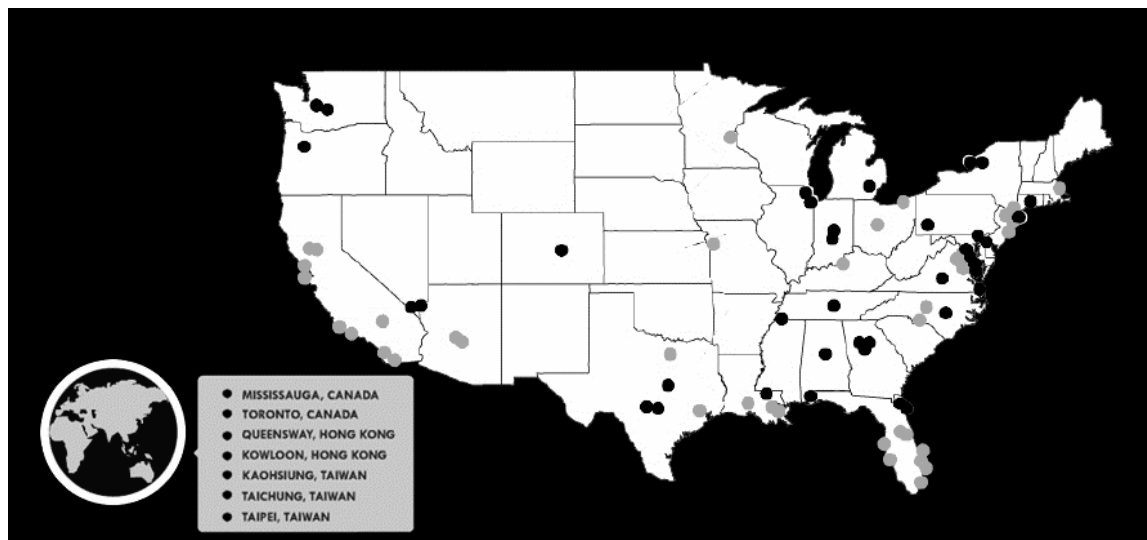 MISSISSAUGA, CANADA
TORONTO, CANADA
QUEENSWAY, HONG KONG
KOWLOON, HONG KONG
KAOHSIUNG, TAIWAN
TAICHUNG, TAIWAN
TAIPEI, TAIWAN